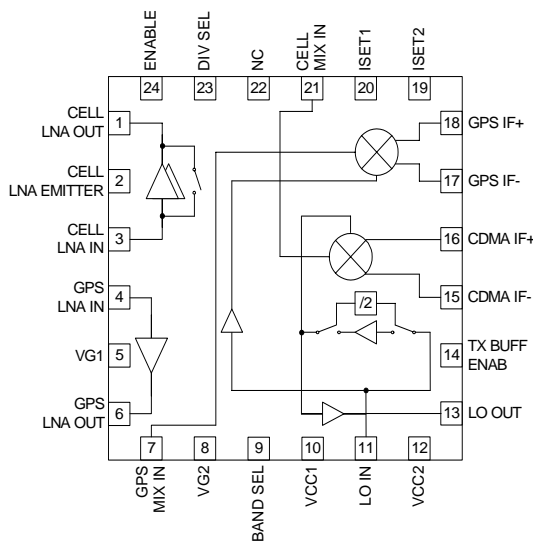 ENABLE
DIV SEL
NC
CELL
MIX IN
ISET1
ISET2
24
23
22
21
20
19
CELL
LNA OUT
1
18
GPS IF+
CELL
LNA EMITTER
2
17
GPS IF-
CELL
LNA IN
3
16
CDMA IF+
GPS
LNA IN
4
15
CDMA IF-
/2
VG1
5
14
TX BUFF
ENAB
GPS
LNA OUT
6
13
LO OUT
7
8
9
10
11
12
GPS
MIX IN
VG2
BAND SEL
VCC1
LO IN
VCC2